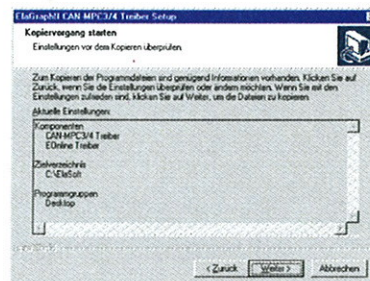 ElaGraphII CAN-MPC3/4 Treiber Setup
Kopiervorgang starten
Einstellungen vor dem Kopieren überprüfen.
Zum Kopieren der Programmdateien sind genügend Informationen vorhanden. Klicken Sie auf
Zurück, wenn Sie die Einstellungen überprüfen oder ändern möchten. Wenn Sie mit den
Einstellungen zufrieden sind, klicken Sie auf Weiter, um die Dateien zu kopieren.
Aktuelle Einstellungen:
Komponenten
CAN-MPC3/4 Treiber
EOnline Treiber
Zielverzeichnis
C:\ElaSoft
Programmgruppen
Desktop
< Zurück
Weiter >
Abbrechen